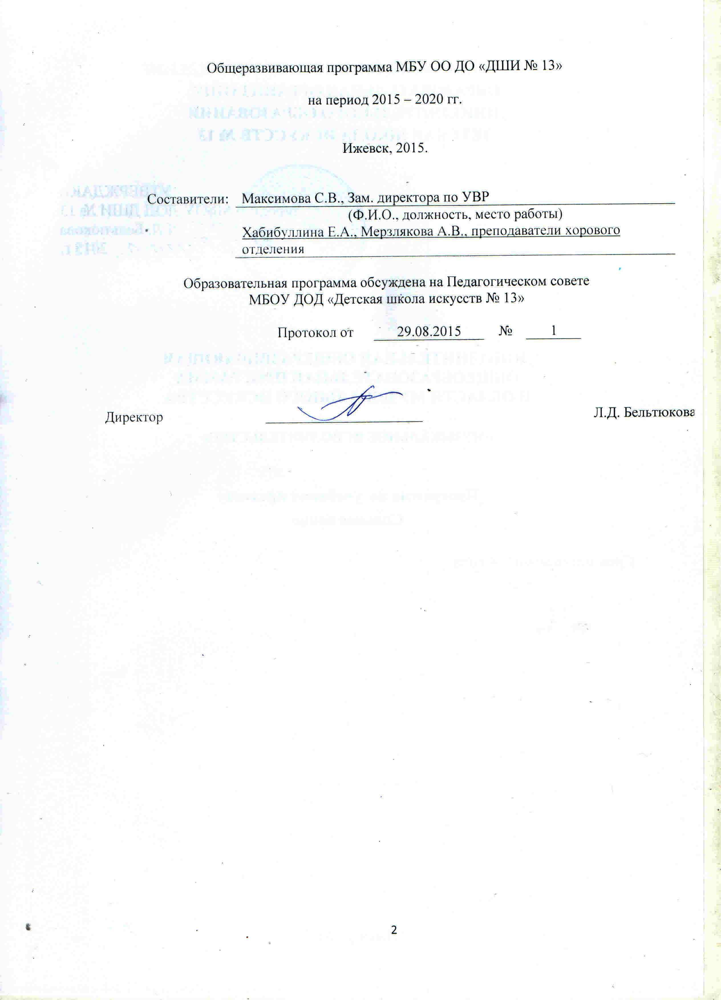 Общеразвивающая программа МБУ ОО ДО «ДШИ № 13»
на период 2015 – 2020 гг.
Ижевск, 2015.
Составители: Максимова С.В., Зам. директора по УВР
(Ф.И.О., должность, место работы)
Хабибуллина Е.А., Мерзлякова А.В., преподаватели хорового
отделения
Образовательная программа обсуждена на Педагогическом совете
МБОУ ДОД «Детская школа искусств № 13»
Протокол от 29.08.2015 № 1
Директор Л.Д. Бельтюкова
2